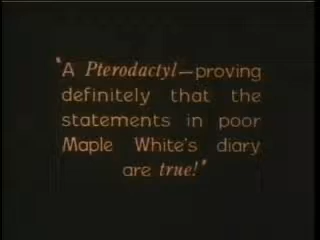 "A Pterodactyl—proving
definitely that the
statements in poor
Maple White's diary
are true!"